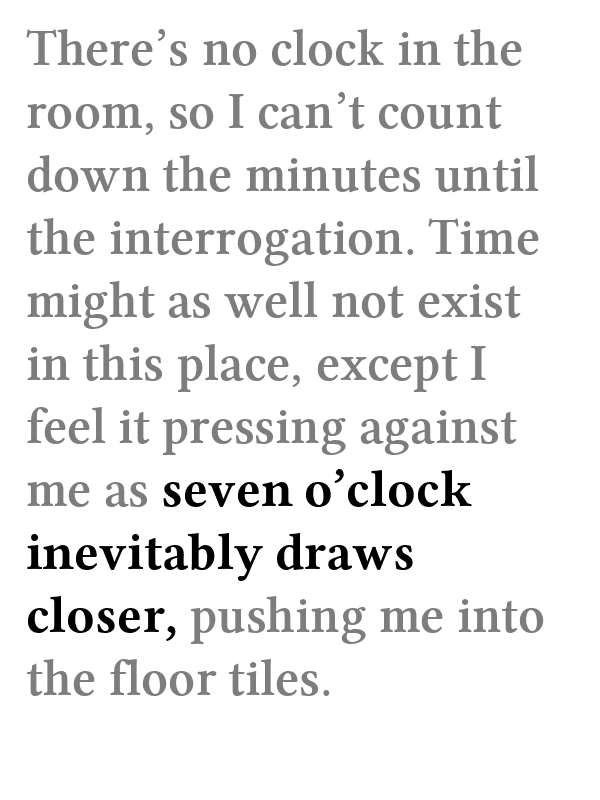 There’s no clock in the
room, so I can’t count
down the minutes until
the interrogation. Time
might as well not exist
in this place, except I
feel it pressing against
me as seven o’clock
inevitably draws
closer, pushing me into
the floor tiles.